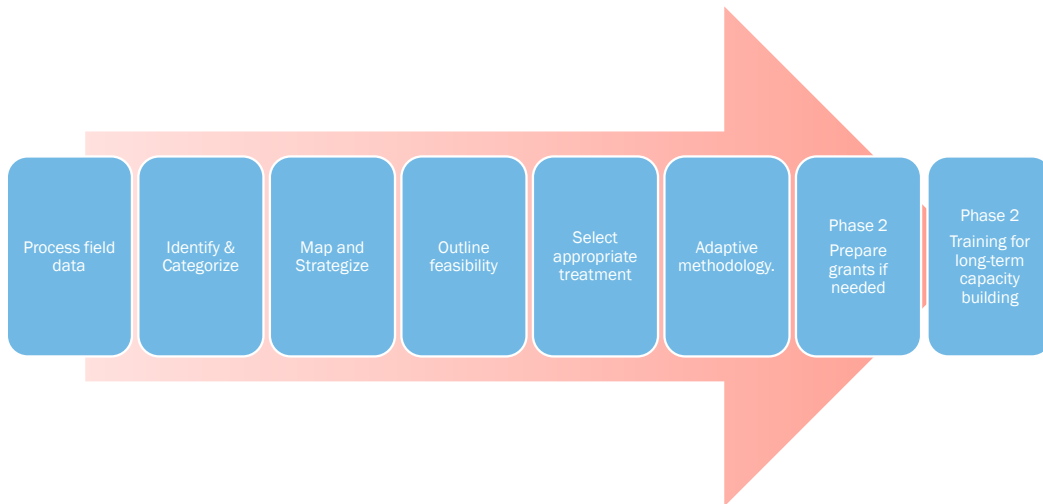 Process field
data
Identify &
Categorize
Map and
Strategize
Outline
feasibility
Select
appropriate
treatment
Adaptive
methodology.
Phase 2
Prepare
grants if
needed
Phase 2
Training for
long-term
capacity
building